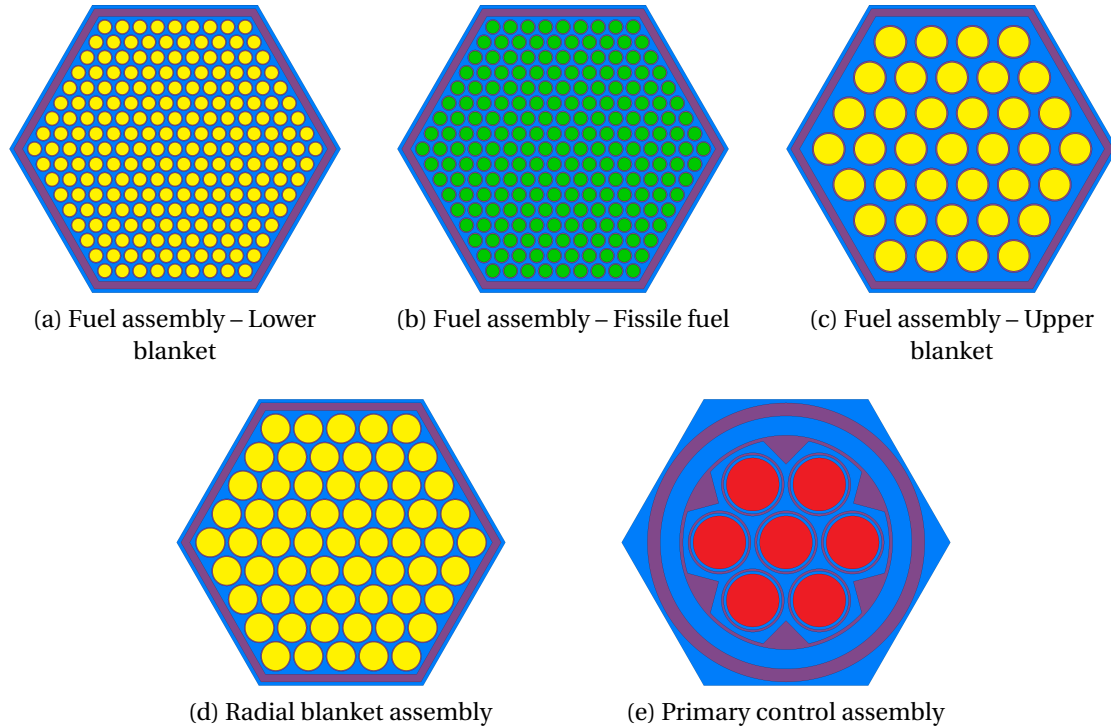 (a) Fuel assembly – Lower
blanket
(b) Fuel assembly – Fissile fuel
(c) Fuel assembly – Upper
blanket
(d) Radial blanket assembly
(e) Primary control assembly